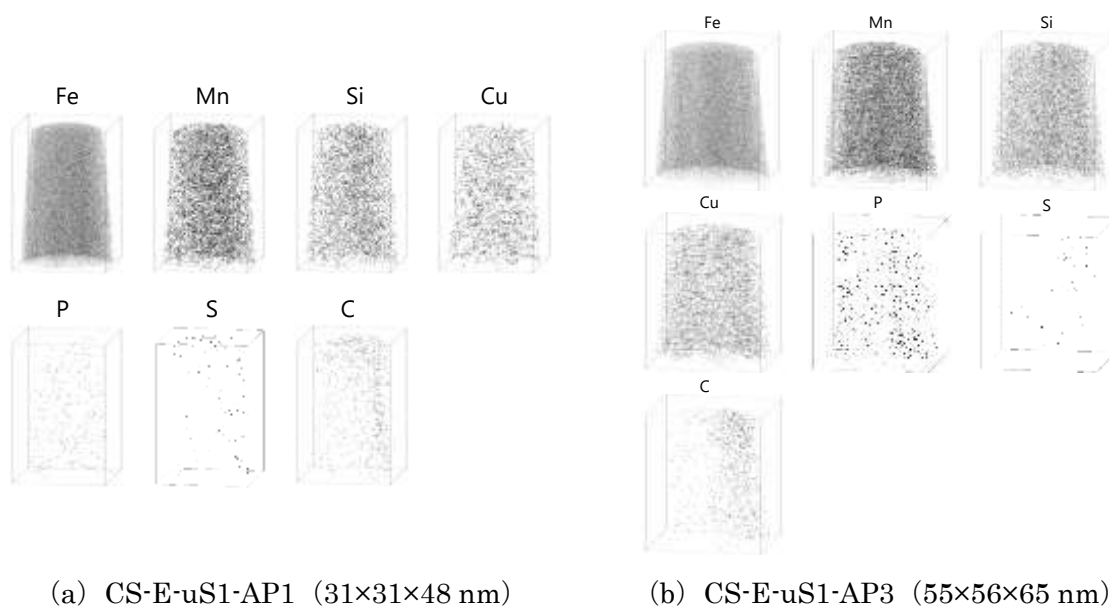 Fe Mn Si Cu
P S C
(a) CS-E-uS1-AP1 (31×31×48 nm)
Fe Mn Si
Cu P S
C
(b) CS-E-uS1-AP3 (55×56×65 nm)